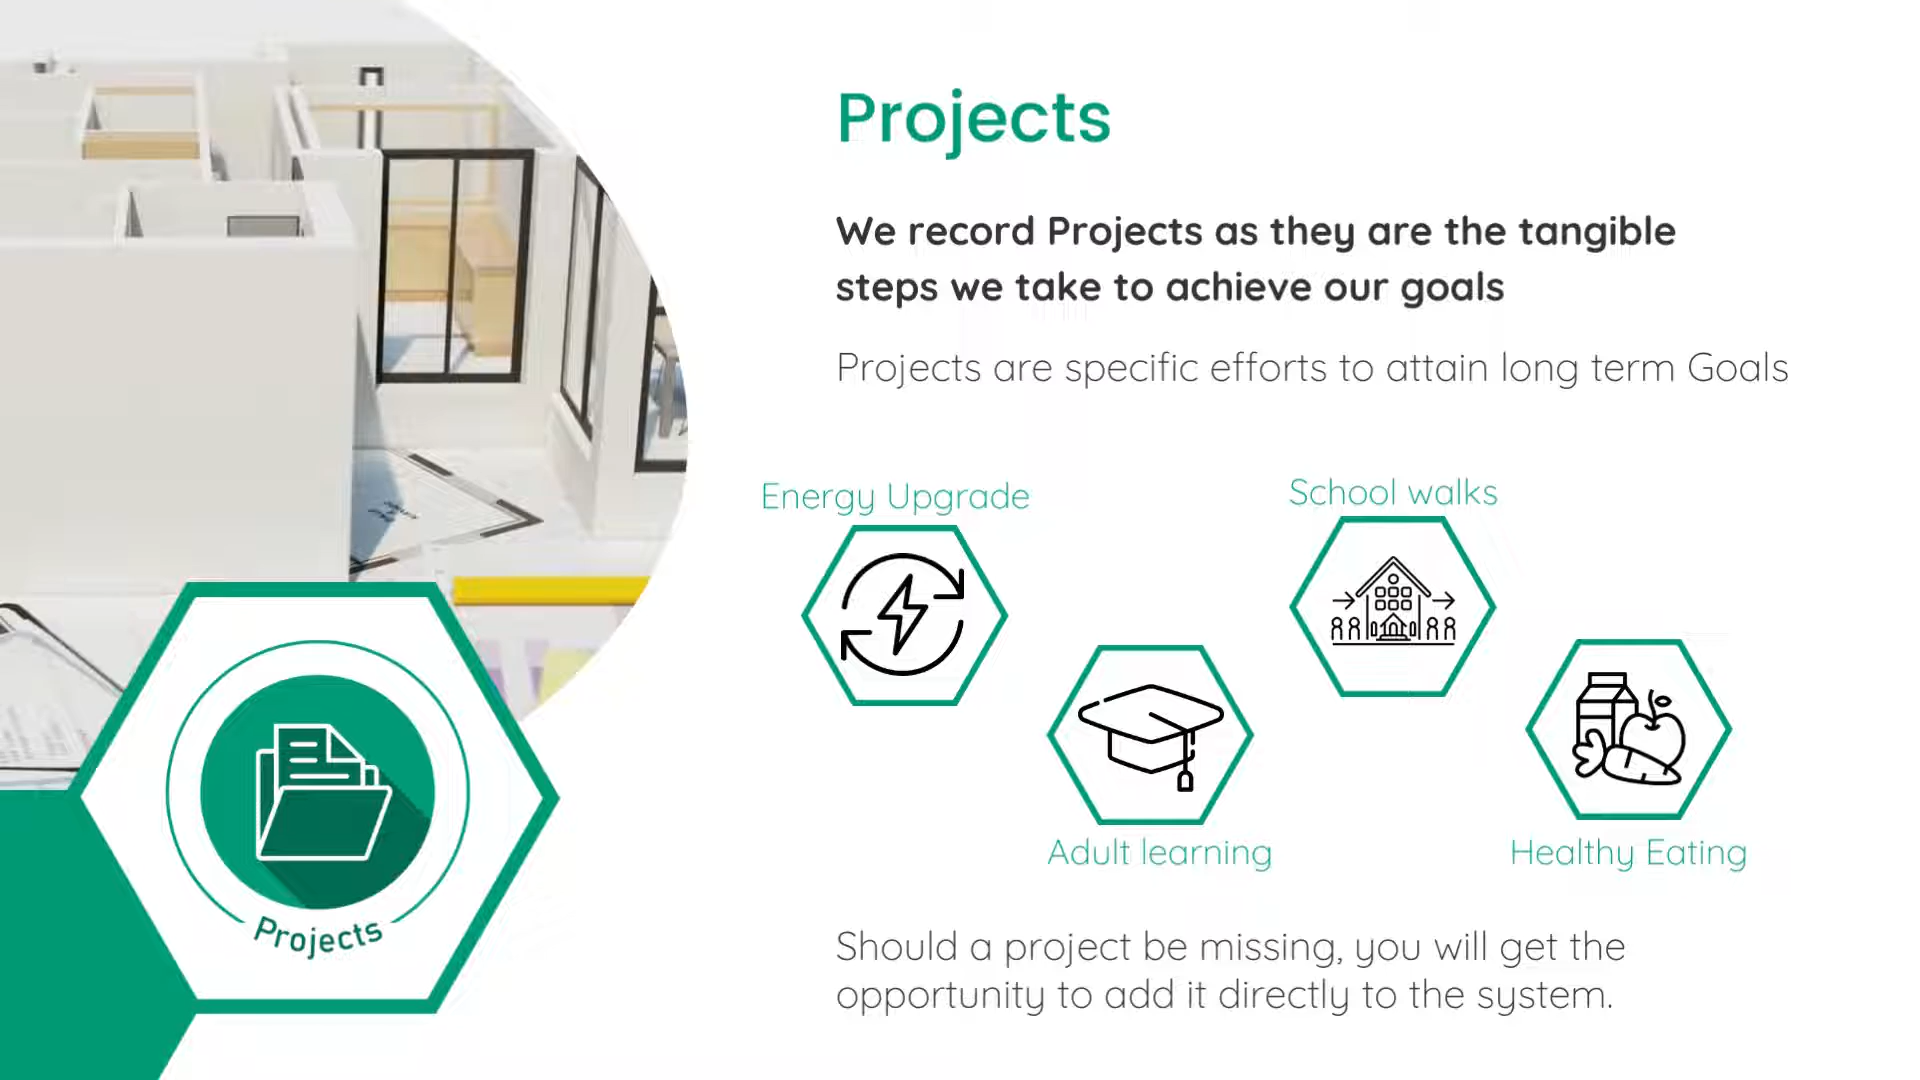 Projects
We record Projects as they are the tangible
steps we take to achieve our goals
Projects are specific efforts to attain long term Goals
Energy Upgrade
School walks
Adult learning
Healthy Eating
Projects
Should a project be missing, you will get the
opportunity to add it directly to the system.